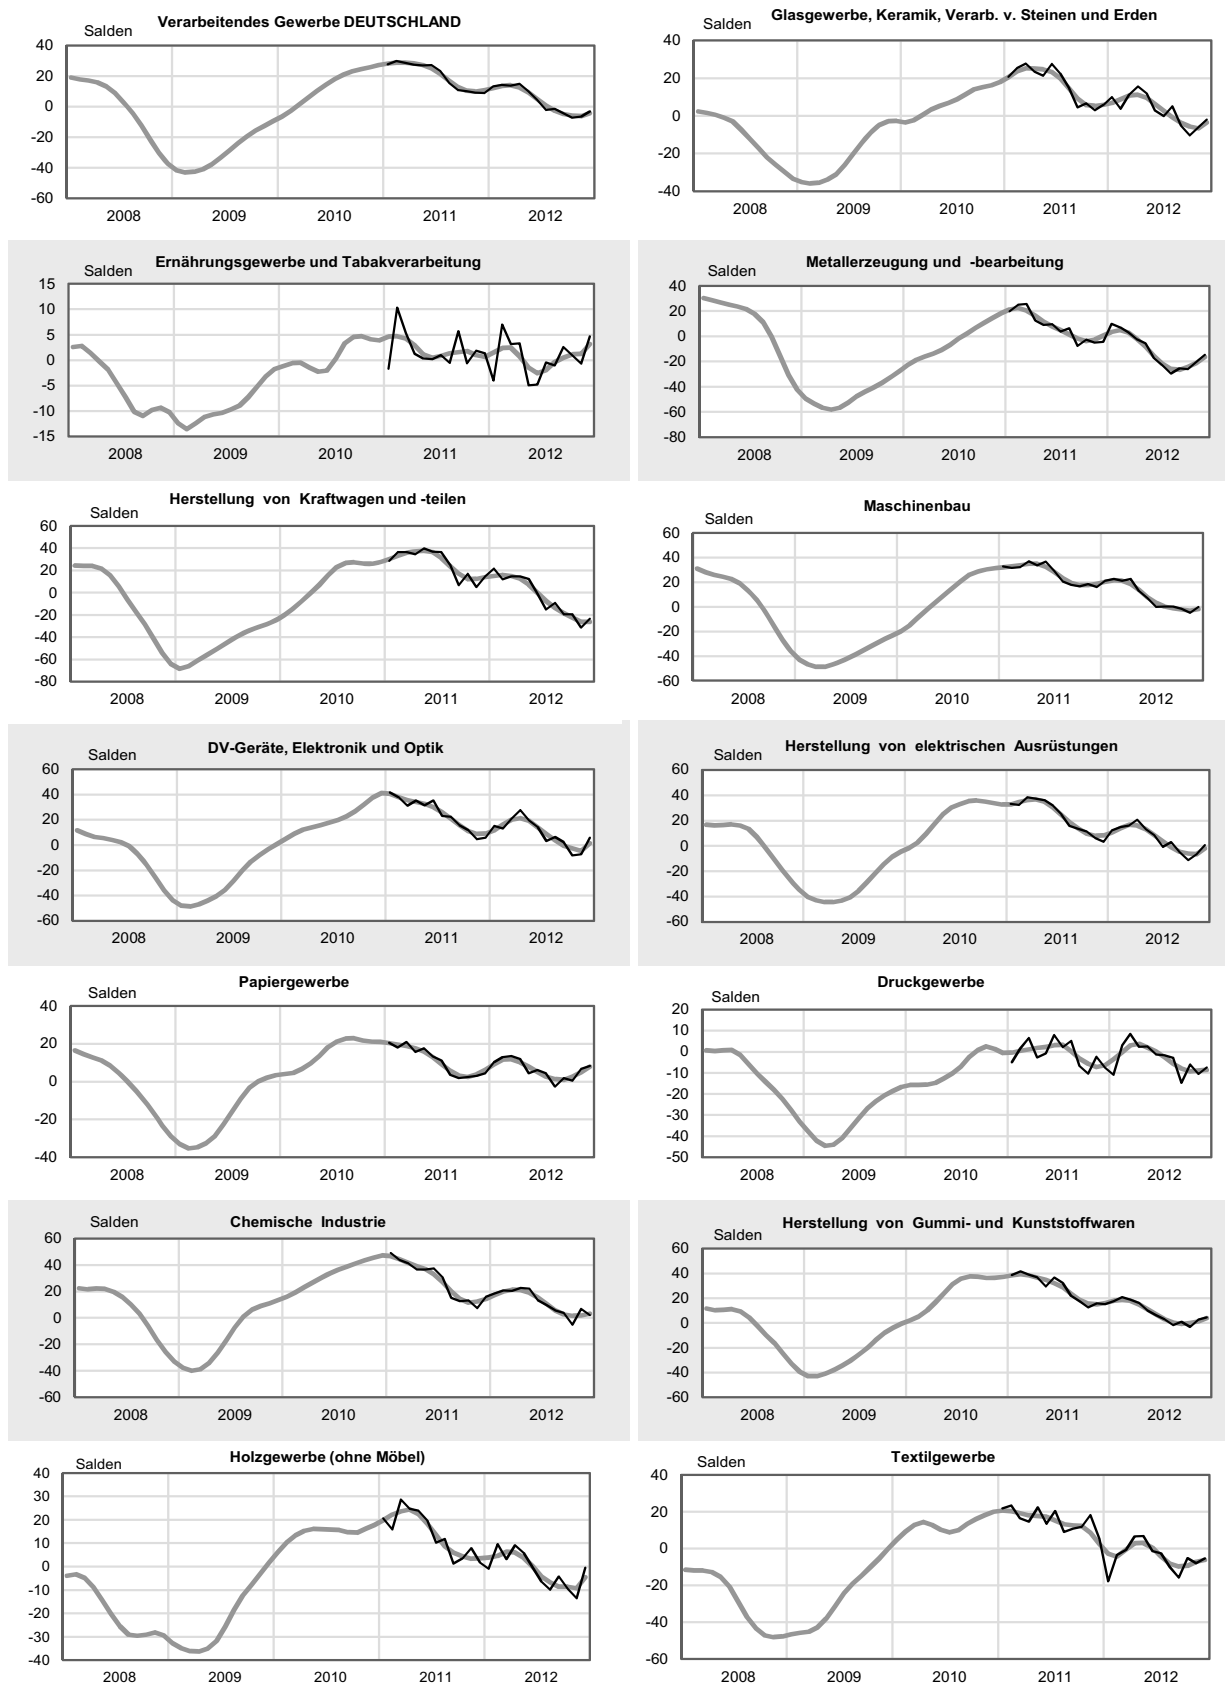 Verarbeitendes Gewerbe DEUTSCHLAND
Salden
40
20
0
-20
-40
-60
2008 2009 2010 2011 2012
Glasgewerbe, Keramik, Verarb. v. Steinen und Erden
Salden
40
20
0
-20
-40
2008 2009 2010 2011 2012
Ernährungsgewerbe und Tabakverarbeitung
Salden
15
10
5
0
-5
-10
-15
2008 2009 2010 2011 2012
Metallerzeugung und -bearbeitung
Salden
40
20
0
-20
-40
-60
-80
2008 2009 2010 2011 2012
Herstellung von Kraftwagen und -teilen
Salden
60
40
20
0
-20
-40
-60
-80
2008 2009 2010 2011 2012
Maschinenbau
Salden
60
40
20
0
-20
-40
-60
2008 2009 2010 2011 2012
DV-Geräte, Elektronik und Optik
Salden
60
40
20
0
-20
-40
-60
2008 2009 2010 2011 2012
Herstellung von elektrischen Ausrüstungen
Salden
60
40
20
0
-20
-40
-60
2008 2009 2010 2011 2012
Papiergewerbe
Salden
40
20
0
-20
-40
2008 2009 2010 2011 2012
Druckgewerbe
Salden
20
10
0
-10
-20
-30
-40
-50
2008 2009 2010 2011 2012
Chemische Industrie
Salden
60
40
20
0
-20
-40
-60
2008 2009 2010 2011 2012
Herstellung von Gummi- und Kunststoffwaren
Salden
60
40
20
0
-20
-40
-60
2008 2009 2010 2011 2012
Holzgewerbe (ohne Möbel)
Salden
40
30
20
10
0
-10
-20
-30
-40
2008 2009 2010 2011 2012
Textilgewerbe
Salden
40
20
0
-20
-40
-60
2008 2009 2010 2011 2012